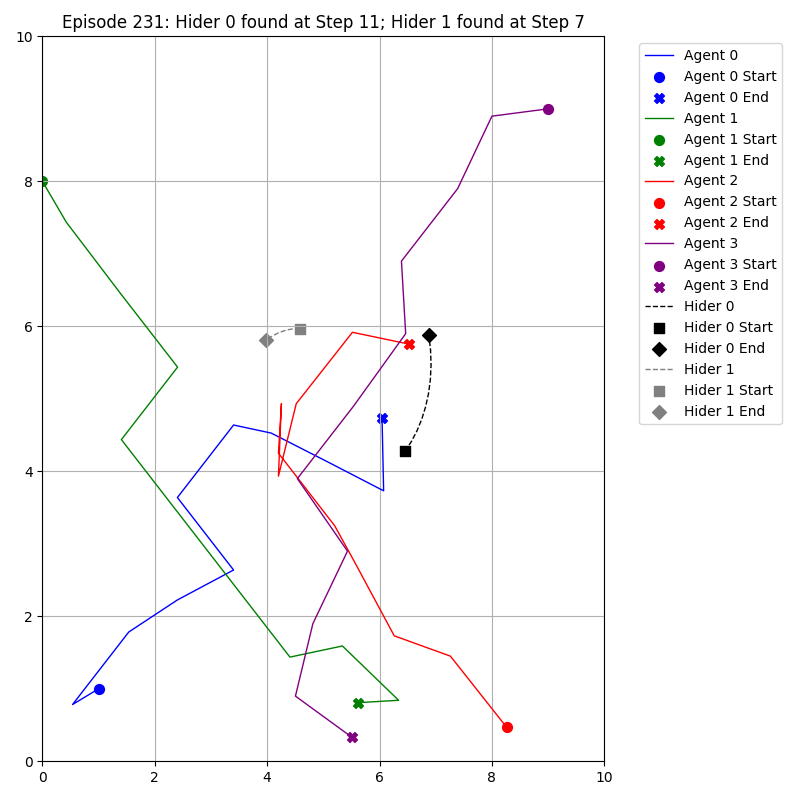 Episode 231: Hider 0 found at Step 11; Hider 1 found at Step 7
10
8
6
4
2
0
0 2 4 6 8 10
Agent 0
Agent 0 Start
Agent 0 End
Agent 1
Agent 1 Start
Agent 1 End
Agent 2
Agent 2 Start
Agent 2 End
Agent 3
Agent 3 Start
Agent 3 End
Hider 0
Hider 0 Start
Hider 0 End
Hider 1
Hider 1 Start
Hider 1 End